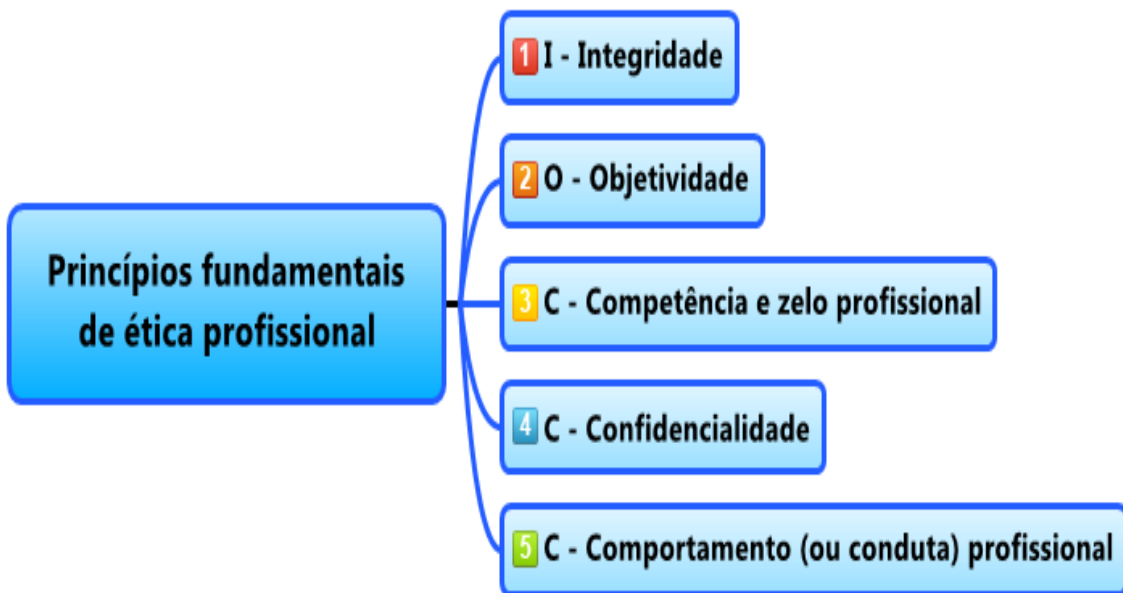 Princípios fundamentais
de ética profissional
1 I - Integridade
2 O - Objetividade
3 C - Competência e zelo profissional
4 C - Confidencialidade
5 C - Comportamento (ou conduta) profissional